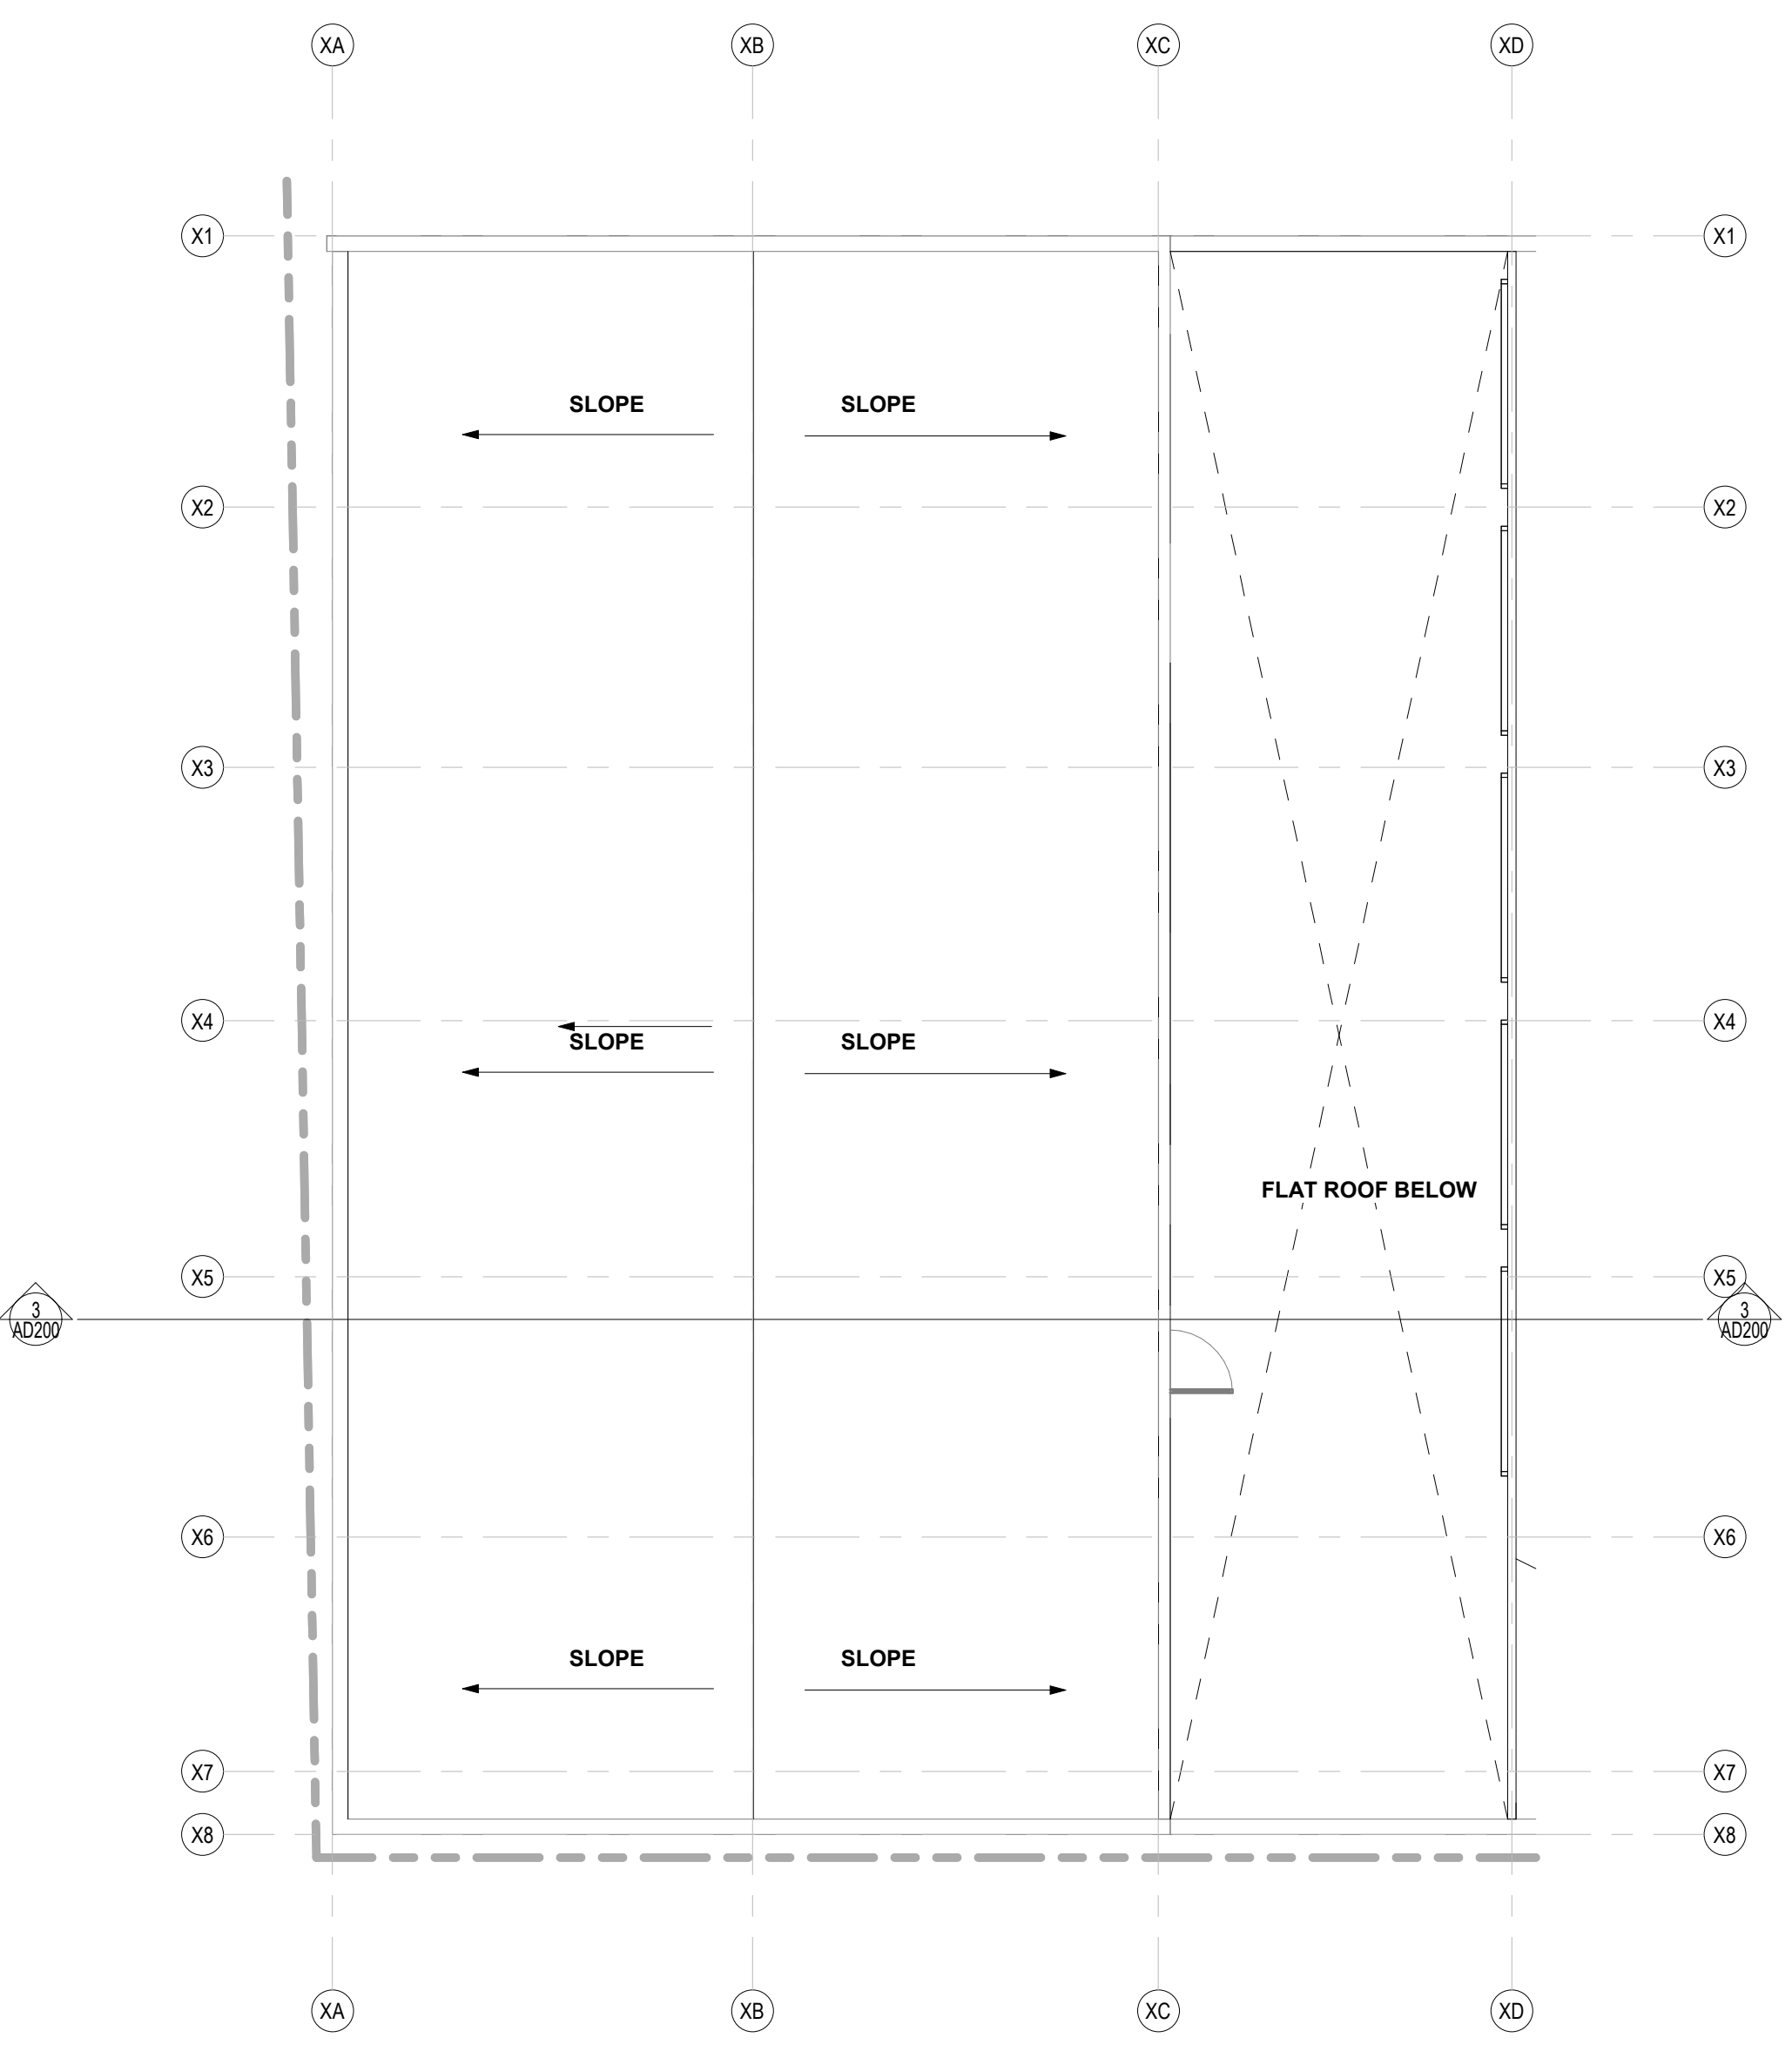 XA XB XC XD
X1 X1
SLOPE SLOPE
X2 X2
X3 X3
X4 X4
SLOPE SLOPE
FLAT ROOF BELOW
X5 X5
3 3
AD200 AD200
X6 X6
SLOPE SLOPE
X7 X7
X8 X8
XA XB XC XD